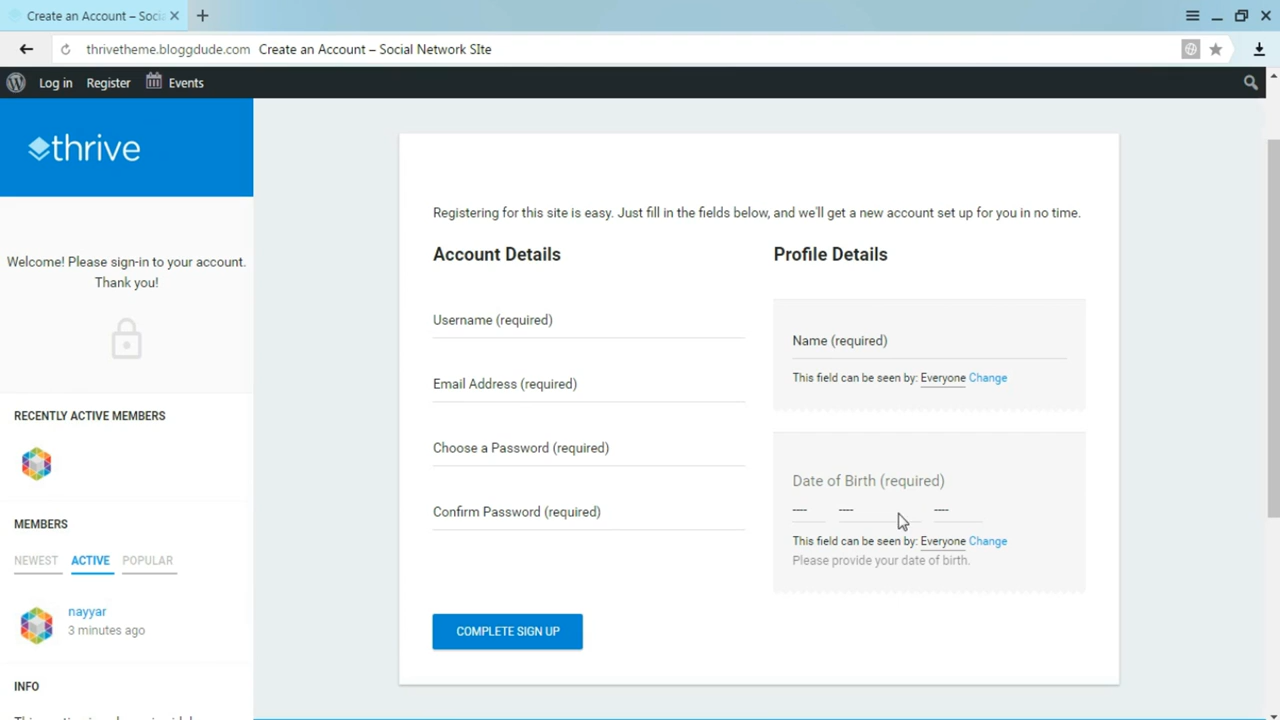 Create an Account – Soci
thrivetheme.bloggdude.com Create an Account – Social Network SIte
Log in Register Events
thrive
Welcome! Please sign-in to your account.
Thank you!
RECENTLY ACTIVE MEMBERS
MEMBERS
NEWEST ACTIVE POPULAR
nayyar
3 minutes ago
INFO
Registering for this site is easy. Just fill in the fields below, and we'll get a new account set up for you in no time.
Account Details
Username (required)
Email Address (required)
Choose a Password (required)
Confirm Password (required)
COMPLETE SIGN UP
Profile Details
Name (required)
This field can be seen by: Everyone Change
Date of Birth (required)
---- ---- ----
This field can be seen by: Everyone Change
Please provide your date of birth.